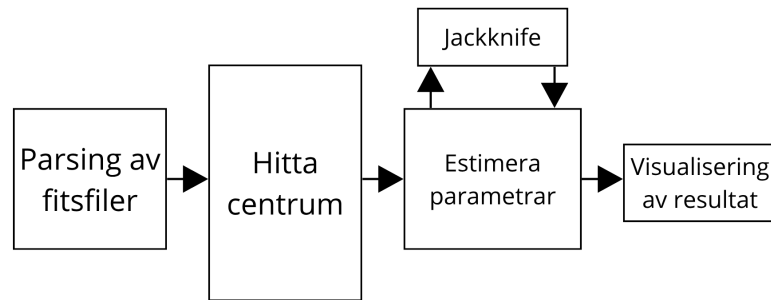 Jackknife
Parsing av
fitsfiler
Hitta
centrum
Estimera
parametrar
Visualisering
av resultat